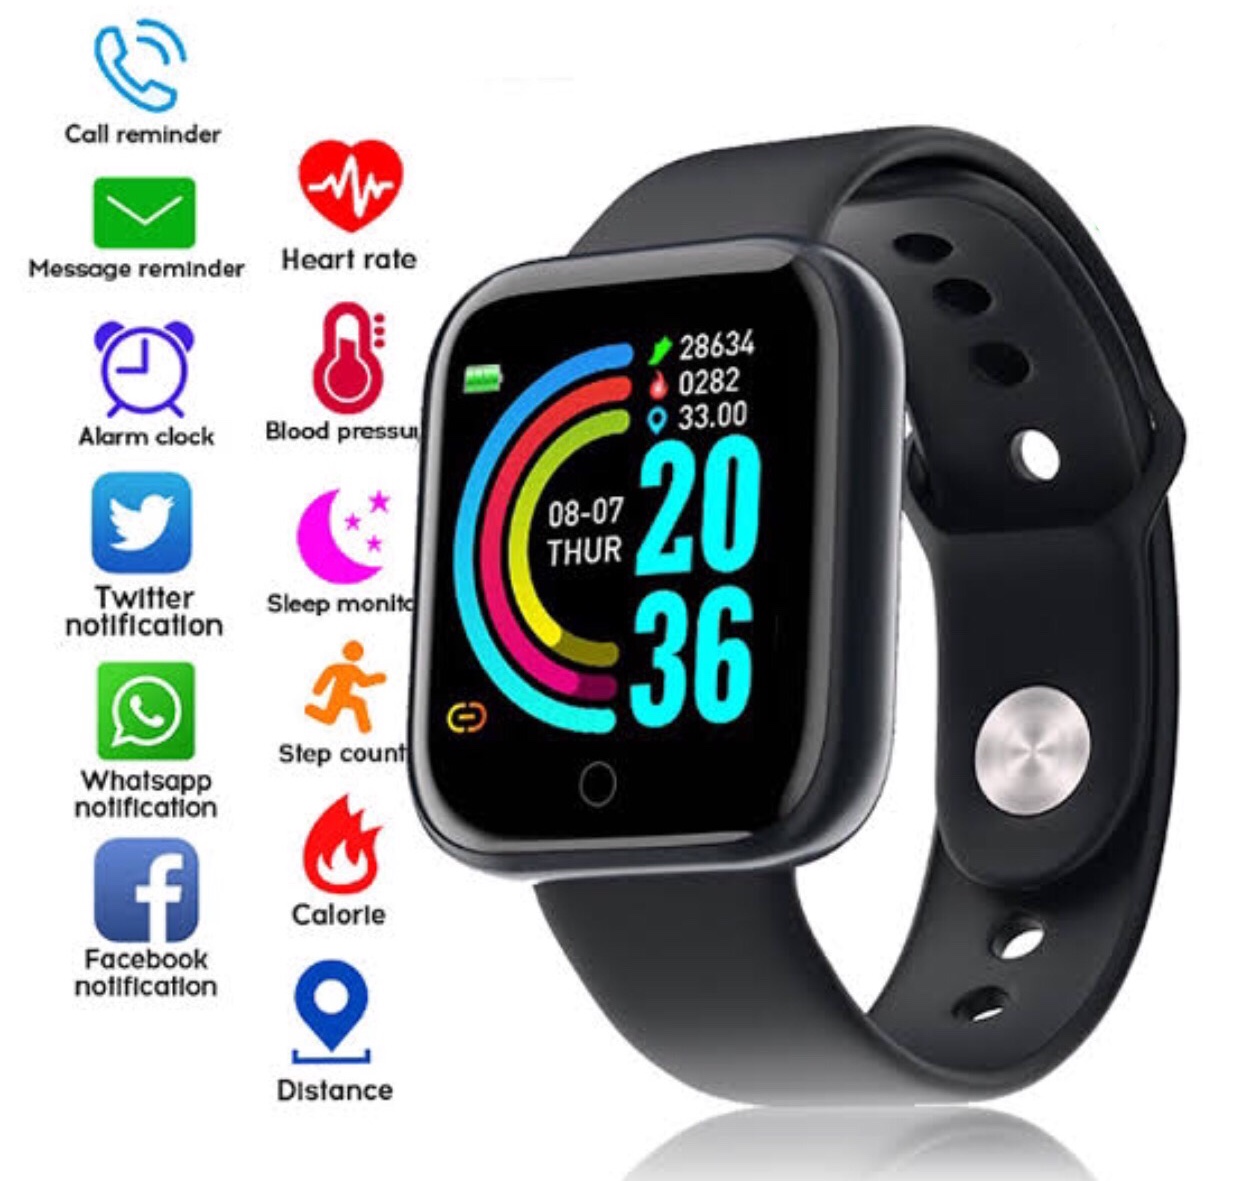 Call reminder
Message reminder
Alarm clock
Twitter
notification
Whatsapp
notification
Facebook
notification
Heart rate
Blood pressu
Sleep monito
Step count
Calorie
Distance
28634
0282
33.00
08-07
THUR
20
36